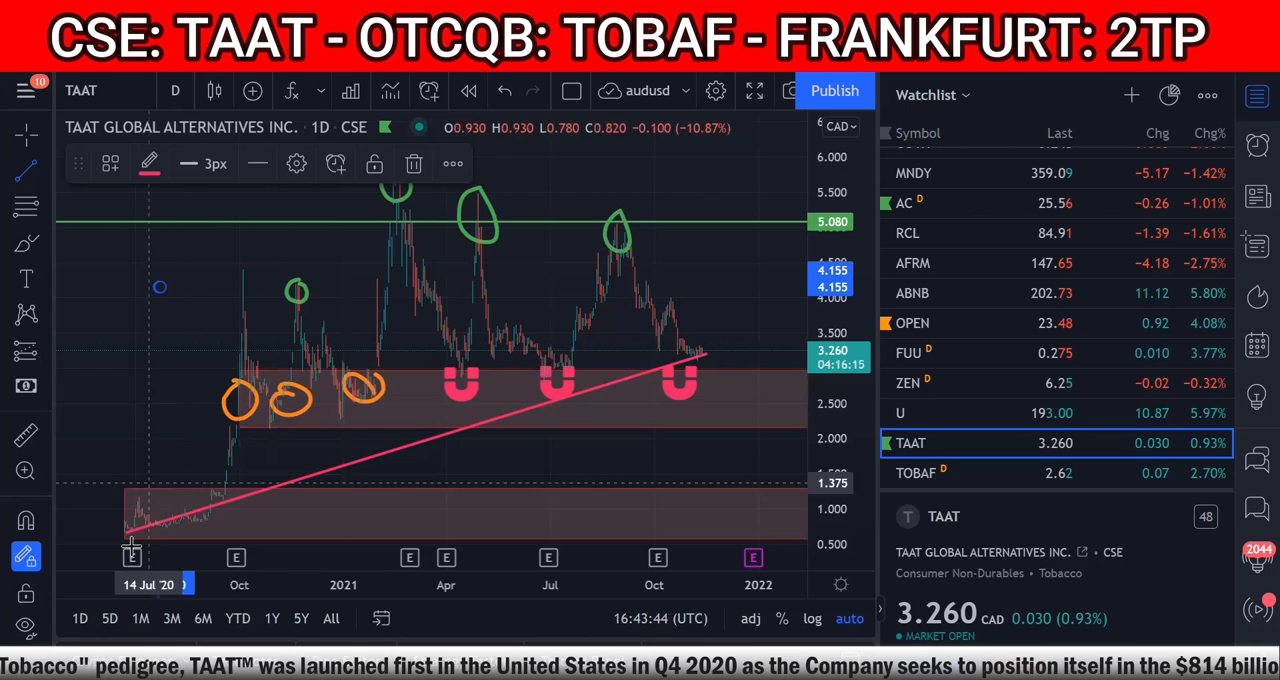 CSE: TAAT - OTCQB: TOBAF - FRANKFURT: 2TP
10
TAAT D audusd Publish
TAAT GLOBAL ALTERNATIVES INC. · 1D · CSE O0.930 H0.930 L0.780 C0.820 -0.100 (-10.87%)
CAD
3px
6.000
5.500
5.080
4.155
4.155
4.000
3.500
3.260
04:16:15
2.500
2.000
1.375
1.000
0.500
E E E E E E E
14 Jul '20 Oct 2021 Apr Jul Oct 2022
1D 5D 1M 3M 6M YTD 1Y 5Y All 16:43:44 (UTC) adj % log auto
Watchlist
Symbol Last Chg Chg%
MNDY 359.09 -5.17 -1.42%
AC D 25.56 -0.26 -1.01%
RCL 84.91 -1.39 -1.61%
AFRM 147.65 -4.18 -2.75%
ABNB 202.73 11.12 5.80%
OPEN 23.48 0.92 4.08%
FUU D 0.275 0.010 3.77%
ZEN D 6.25 -0.02 -0.32%
U 193.00 10.87 5.97%
TAAT 3.260 0.030 0.93%
TOBAF D 2.62 0.07 2.70%
T TAAT 48
TAAT GLOBAL ALTERNATIVES INC. · CSE
Consumer Non-Durables · Tobacco
3.260 CAD 0.030 (0.93%)
MARKET OPEN
2044
Tobacco" pedigree, TAAT™ was launched first in the United States in Q4 2020 as the Company seeks to position itself in the $814 billio